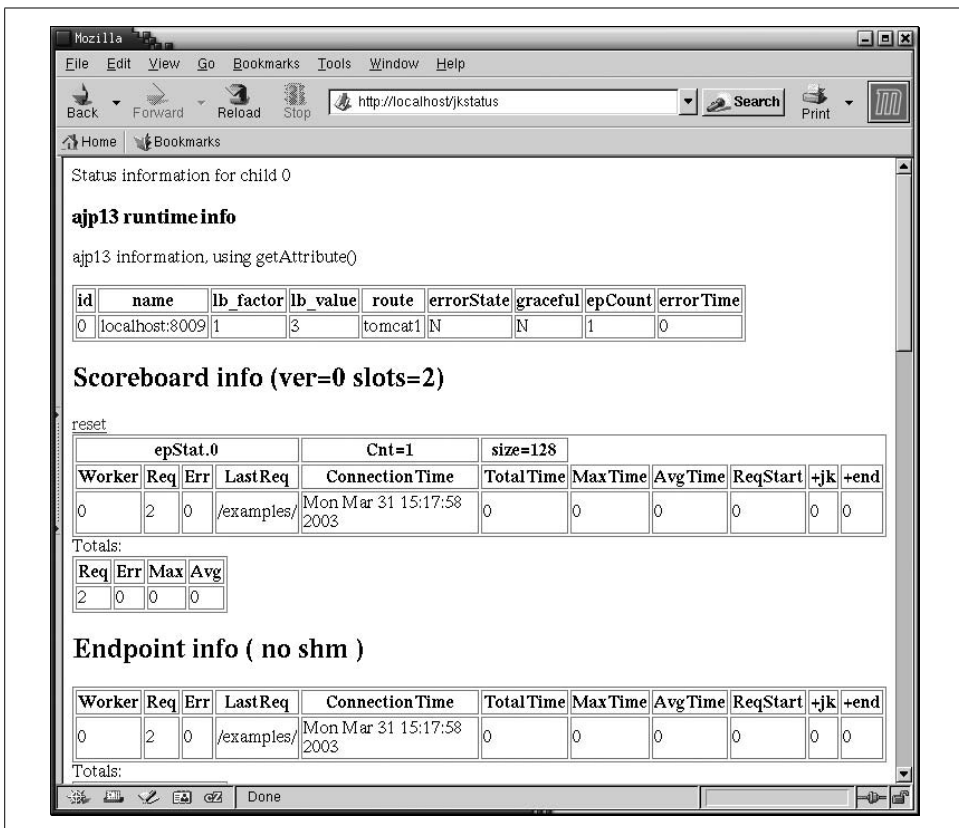 Mozilla
File Edit View Go Bookmarks Tools Window Help
Back Forward Reload Stop http://localhost/jkstatus Search Print
Home Bookmarks
Status information for child 0
ajp13 runtime info
ajp13 information, using getAttribute()
id name lb_factor lb_value route errorState graceful epCount errorTime
0 localhost:8009 1 3 tomcat1 N N 1 0
Scoreboard info (ver=0 slots=2)
reset
epStat.0 Cnt=1 size=128
Worker Req Err LastReq ConnectionTime TotalTime MaxTime AvgTime ReqStart +jk +end
0 2 0 /examples/ Mon Mar 31 15:17:58 2003 0 0 0 0 0 0
Totals:
Req Err Max Avg
2 0 0 0
Endpoint info ( no shm )
Worker Req Err LastReq ConnectionTime TotalTime MaxTime AvgTime ReqStart +jk +end
0 2 0 /examples/ Mon Mar 31 15:17:58 2003 0 0 0 0 0 0
Totals:
Done